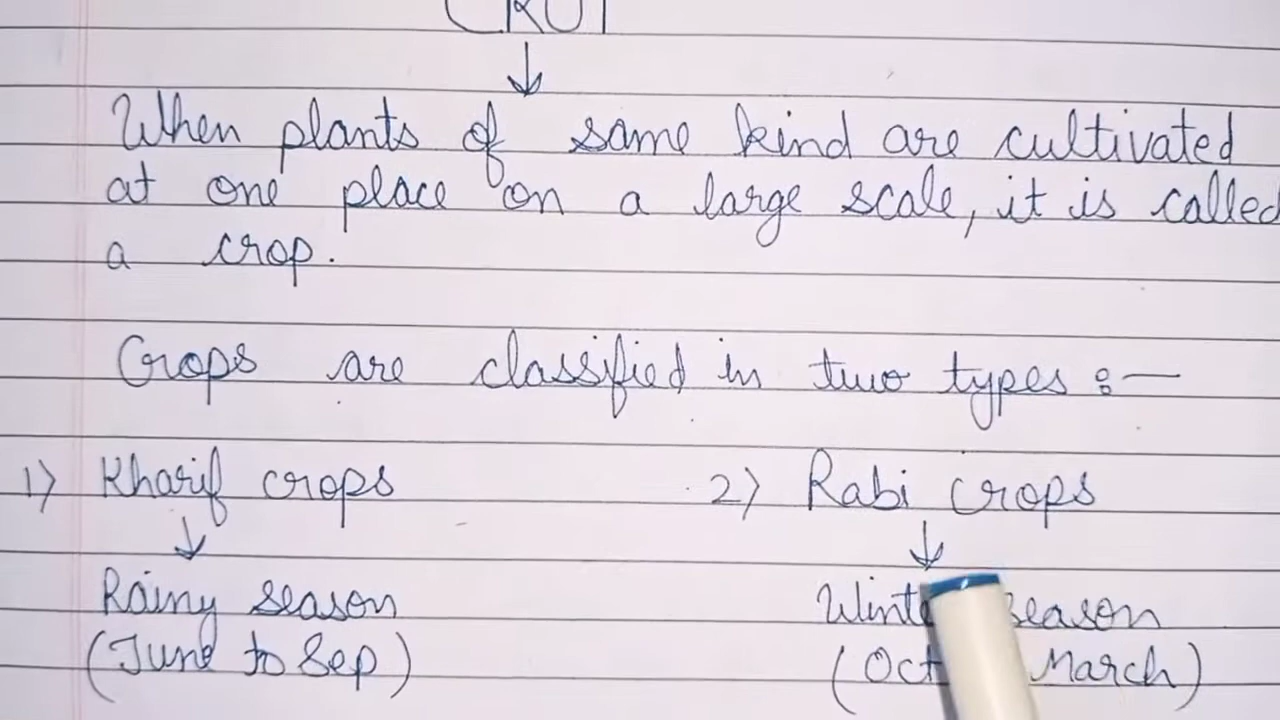 When plants of same kind are cultivated
at one place on a large scale, it is called
a crop.
Crops are classified in two types :-
1) Kharif crops 2) Rabi crops
Rainy season season
(June to Sep) (Oct March)